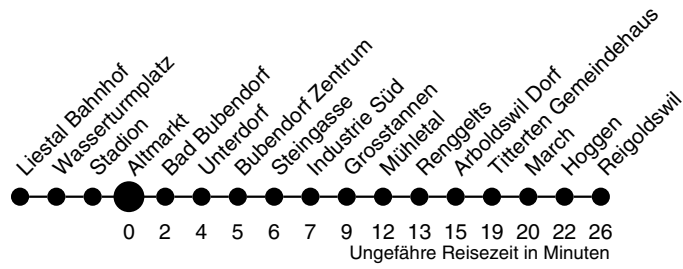 Liestal Bahnhof
Wasserturmplatz
Stadion
Altmarkt
Bad Bubendorf
Unterdorf
Bubendorf Zentrum
Steingasse
Industrie Süd
Grosstannen
Mühletal
Renggelts
Arboldswil Dorf
Titterten Gemeindehaus
March
Hoggen
Reigoldswil
0 2 4 5 6 7 9 12 13 15 19 20 22 26
Ungefähre Reisezeit in Minuten